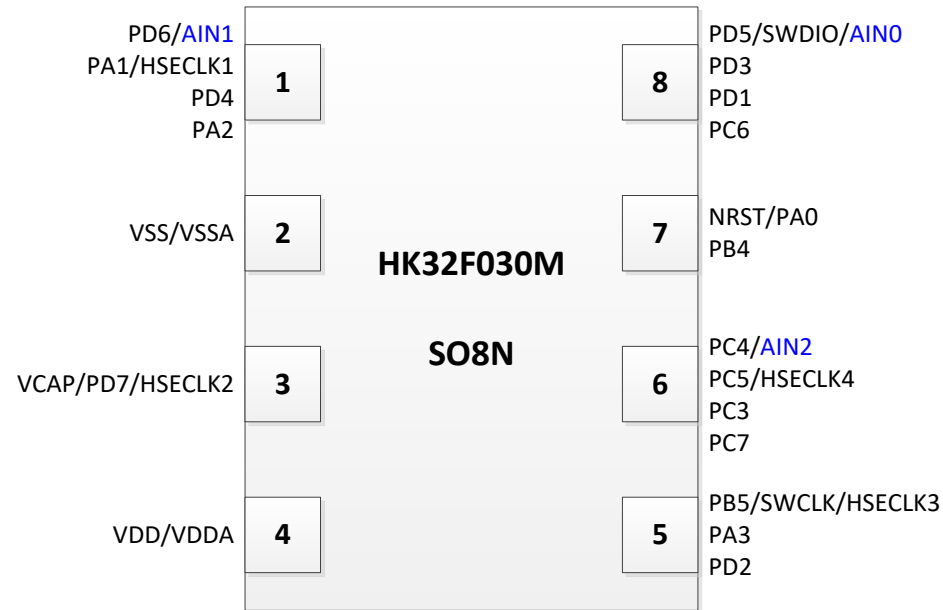 PD6/AIN1
PA1/HSECLK1
PD4
PA2
1
VSS/VSSA
2
VCAP/PD7/HSECLK2
3
VDD/VDDA
4
HK32F030M
SO8N
8
PD5/SWDIO/AIN0
PD3
PD1
PC6
7
NRST/PA0
PB4
6
PC4/AIN2
PC5/HSECLK4
PC3
PC7
5
PB5/SWCLK/HSECLK3
PA3
PD2